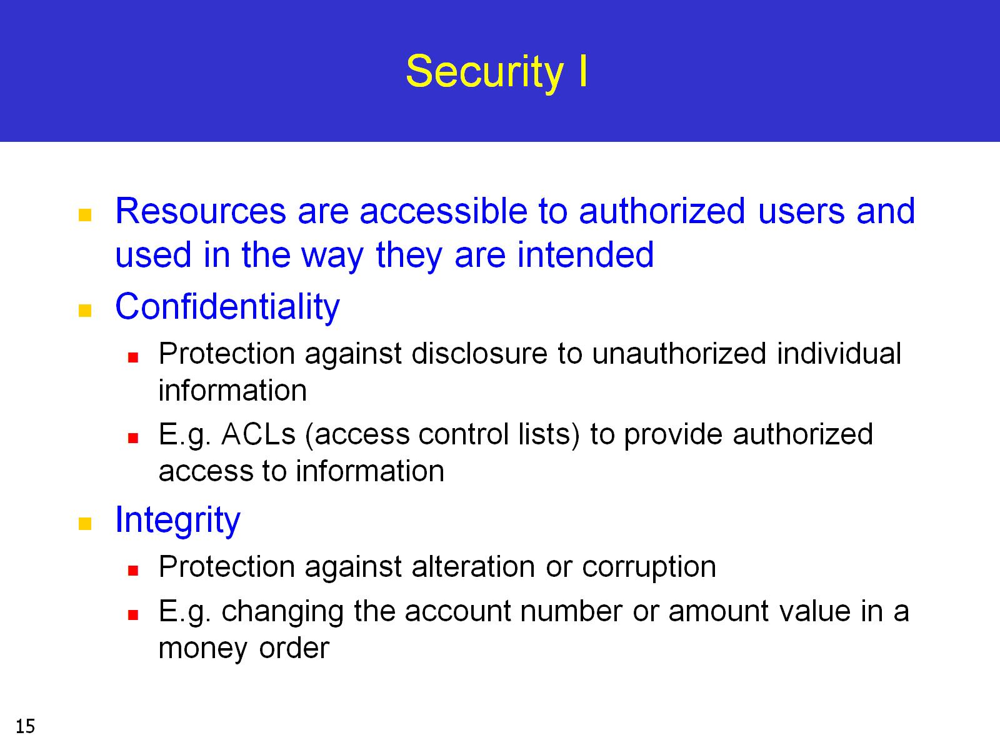 Security I
Resources are accessible to authorized users and
used in the way they are intended
Confidentiality
Protection against disclosure to unauthorized individual
information
E.g. ACLs (access control lists) to provide authorized
access to information
Integrity
Protection against alteration or corruption
E.g. changing the account number or amount value in a
money order
15